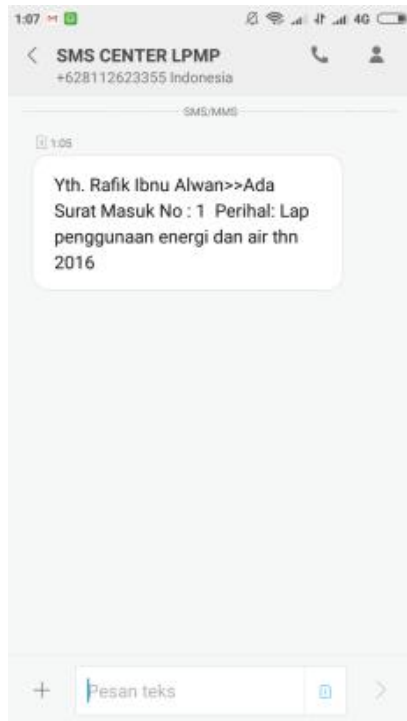 1:07 4G
SMS CENTER LPMP
+628112623355 Indonesia
SMS/MMS
1:05
Yth. Rafik Ibnu Alwan>>Ada
Surat Masuk No : 1 Perihal: Lap
penggunaan energi dan air thn
2016
Pesan teks